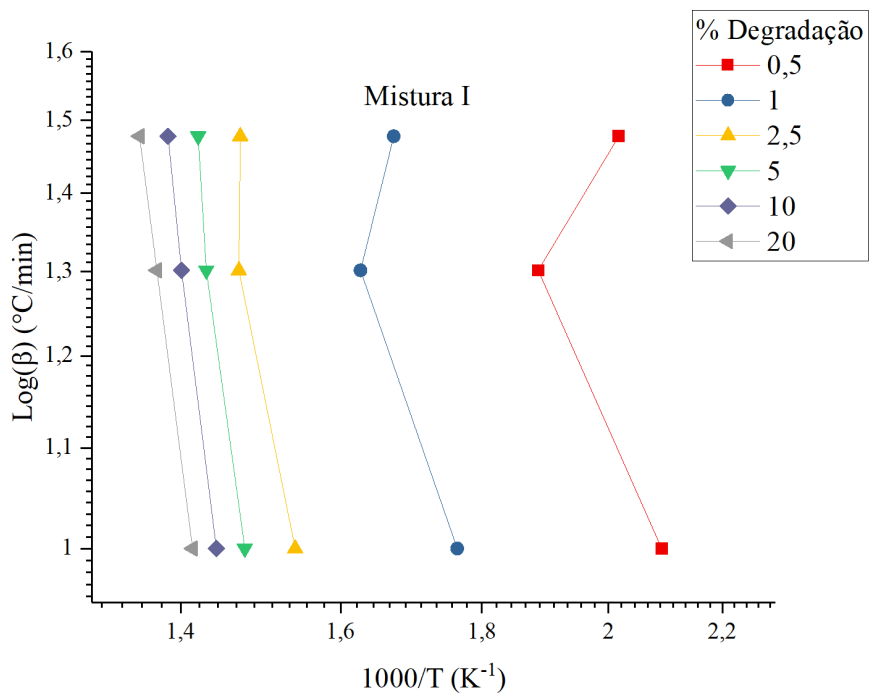 % Degradação
0,5
1
2,5
5
10
20
Mistura I
Log(β) (°C/min)
1,6
1,5
1,4
1,3
1,2
1,1
1
1,4 1,6 1,8 2 2,2
1000/T (K⁻¹)